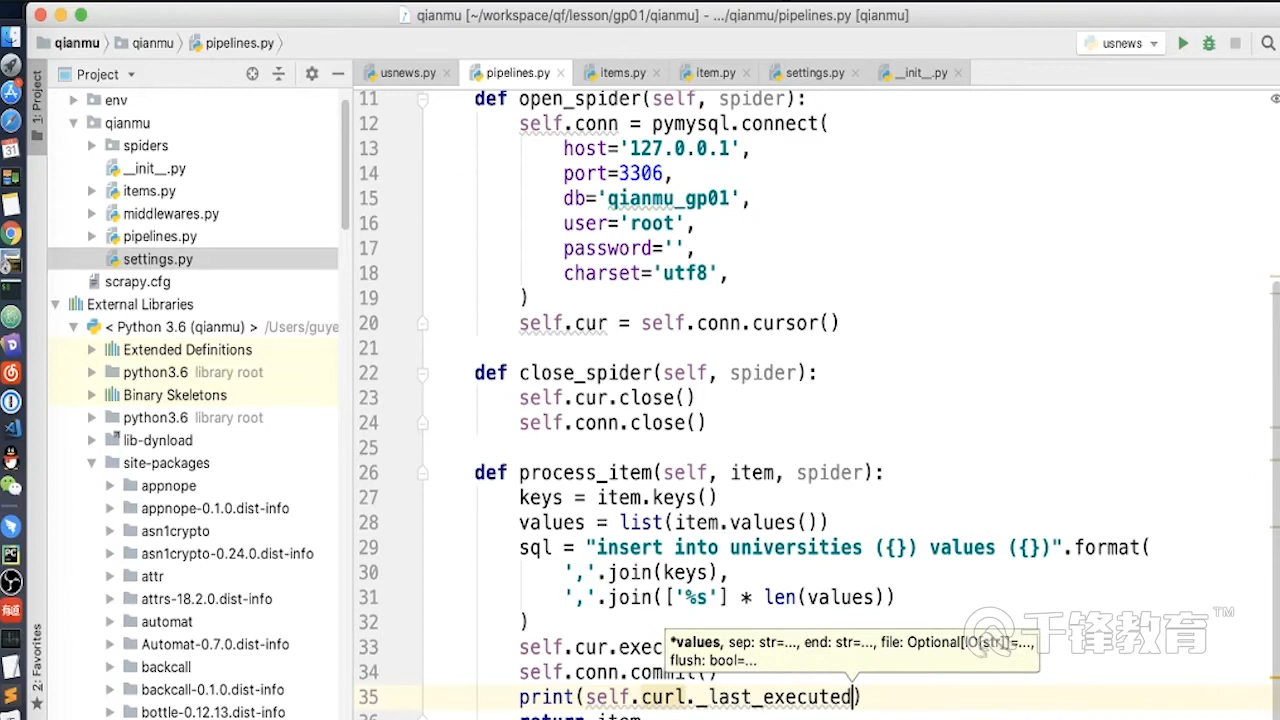 qianmu [~/workspace/qf/lesson/gp01/qianmu] - .../qianmu/pipelines.py [qianmu]
qianmu
qianmu
pipelines.py
usnews
Project
usnews.py
pipelines.py
items.py
item.py
settings.py
__init__.py
1: Project
2: Favorites
env
qianmu
spiders
__init__.py
items.py
middlewares.py
pipelines.py
settings.py
scrapy.cfg
External Libraries
< Python 3.6 (qianmu) > /Users/guye
Extended Definitions
python3.6 library root
Binary Skeletons
python3.6 library root
lib-dynload
site-packages
appnope
appnope-0.1.0.dist-info
asn1crypto
asn1crypto-0.24.0.dist-info
attr
attrs-18.2.0.dist-info
automat
Automat-0.7.0.dist-info
backcall
backcall-0.1.0.dist-info
bottle-0.12.13.dist-info
11 def open_spider(self, spider):
12 self.conn = pymysql.connect(
13 host='127.0.0.1',
14 port=3306,
15 db='qianmu_gp01',
16 user='root',
17 password='',
18 charset='utf8',
19 )
20 self.cur = self.conn.cursor()
21
22 def close_spider(self, spider):
23 self.cur.close()
24 self.conn.close()
25
26 def process_item(self, item, spider):
27 keys = item.keys()
28 values = list(item.values())
29 sql = "insert into universities ({}) values ({})".format(
30 ','.join(keys),
31 ','.join(['%s'] * len(values))
32 )
33 self.cur.exec
*values, sep: str=..., end: str=..., file: Optional[IO[str]]=...,
flush: bool=...
34 self.conn.commit()
35 print(self.curl._last_executed)
36 return item
千锋教育™